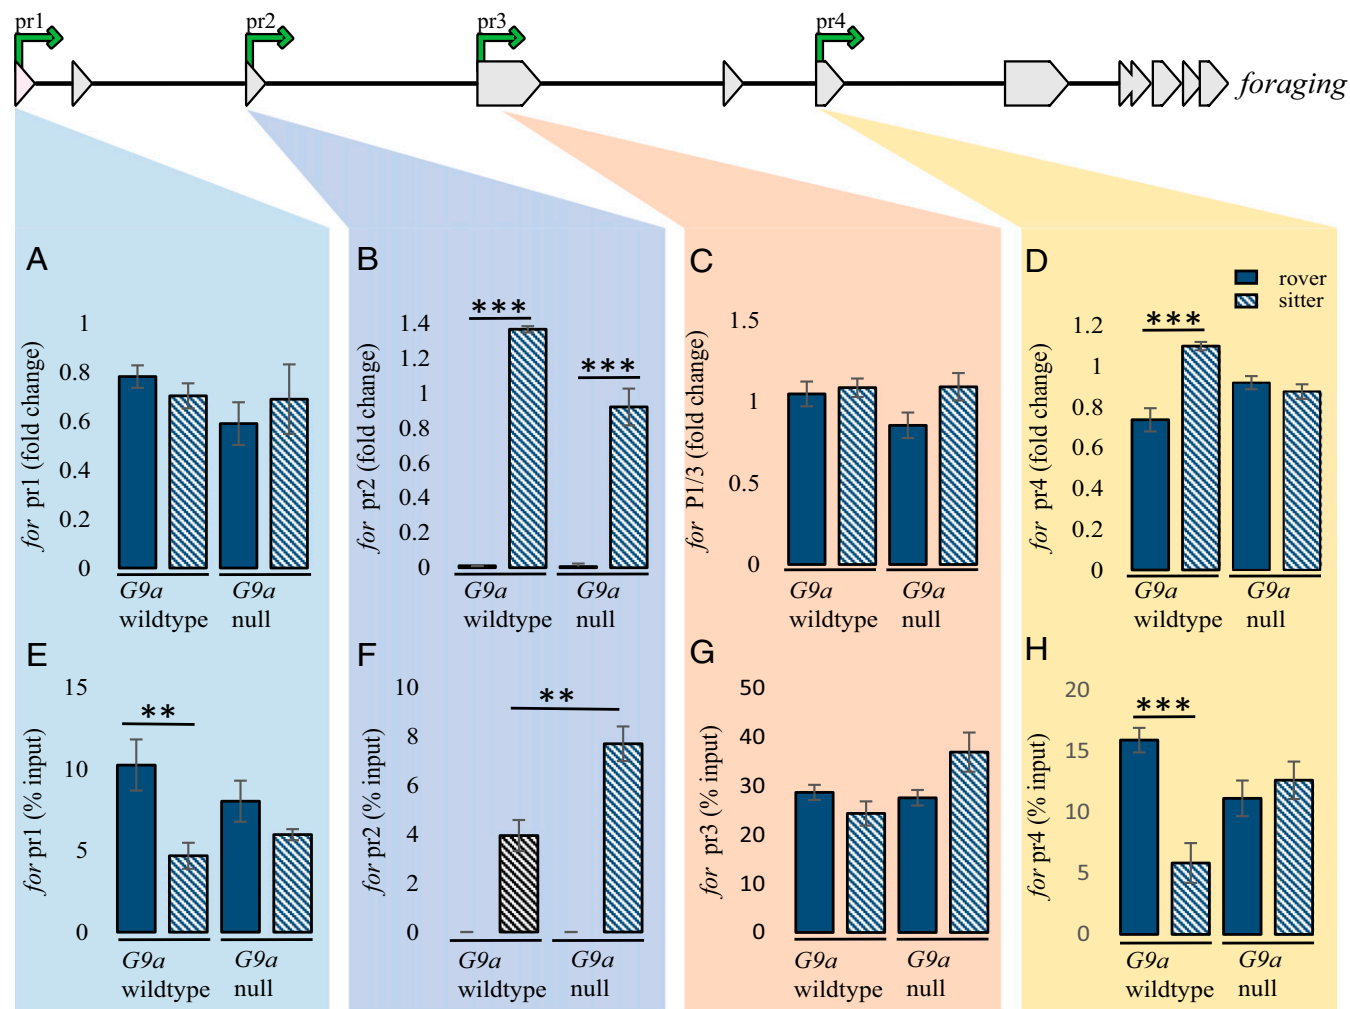 pr1
pr2
pr3
pr4
foraging
A
for pr1 (fold change)
1
0.8
0.6
0.4
0.2
0
G9a
wildtype
G9a
null
B
for pr2 (fold change)
1.4
1.2
1
0.8
0.6
0.4
0.2
0
***
***
G9a
wildtype
G9a
null
C
for P1/3 (fold change)
1.5
1
0.5
0
G9a
wildtype
G9a
null
D
rover
sitter
for pr4 (fold change)
1.2
1
0.8
0.6
0.4
0.2
0
***
G9a
wildtype
G9a
null
E
for pr1 (% input)
15
10
5
0
**
G9a
wildtype
G9a
null
F
for pr2 (% input)
10
8
6
4
2
0
**
G9a
wildtype
G9a
null
G
for pr3 (% input)
50
40
30
20
10
0
G9a
wildtype
G9a
null
H
for pr4 (% input)
20
15
10
5
0
***
G9a
wildtype
G9a
null